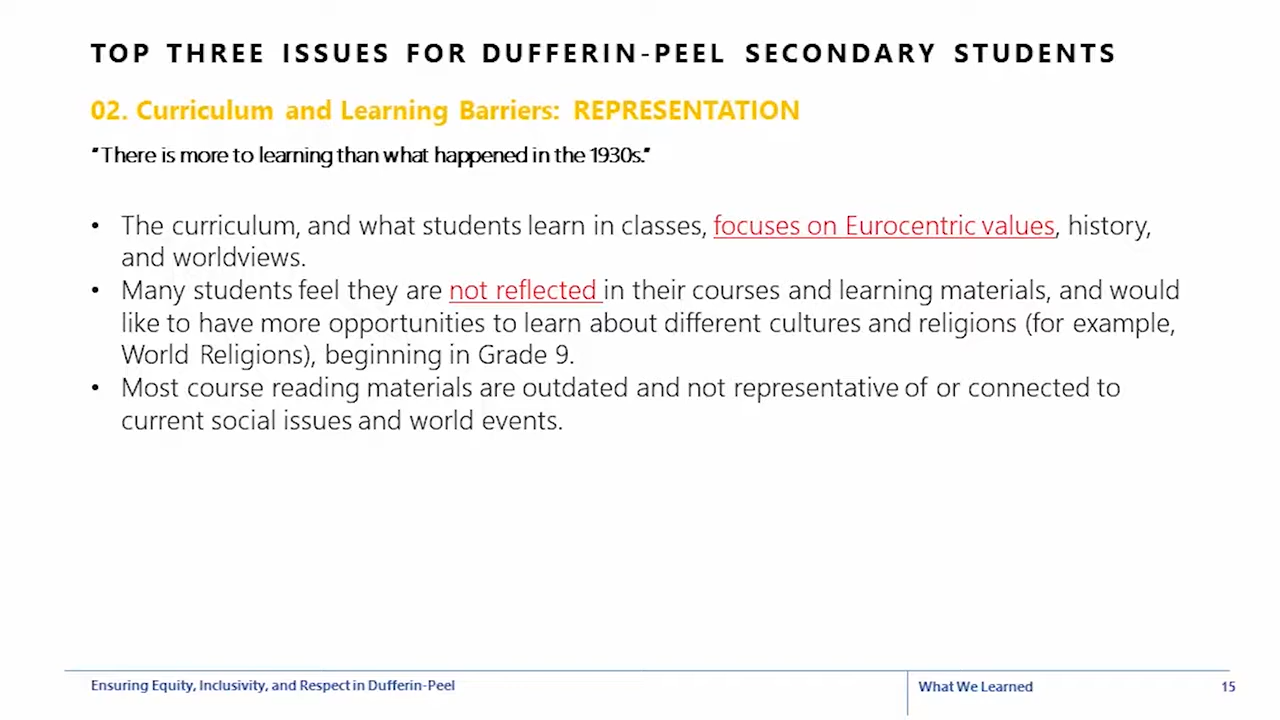 TOP THREE ISSUES FOR DUFFERIN-PEEL SECONDARY STUDENTS
02. Curriculum and Learning Barriers: REPRESENTATION
"There is more to learning than what happened in the 1930s."
• The curriculum, and what students learn in classes, focuses on Eurocentric values, history,
and worldviews.
• Many students feel they are not reflected in their courses and learning materials, and would
like to have more opportunities to learn about different cultures and religions (for example,
World Religions), beginning in Grade 9.
• Most course reading materials are outdated and not representative of or connected to
current social issues and world events.
Ensuring Equity, Inclusivity, and Respect in Dufferin-Peel
What We Learned
15